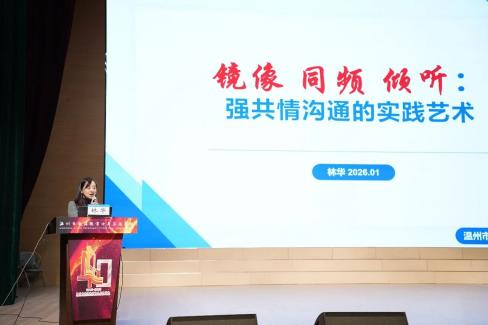 镜像 同频 倾听：
强共情沟通的实践艺术
林华 2026.01
温州市
林 华